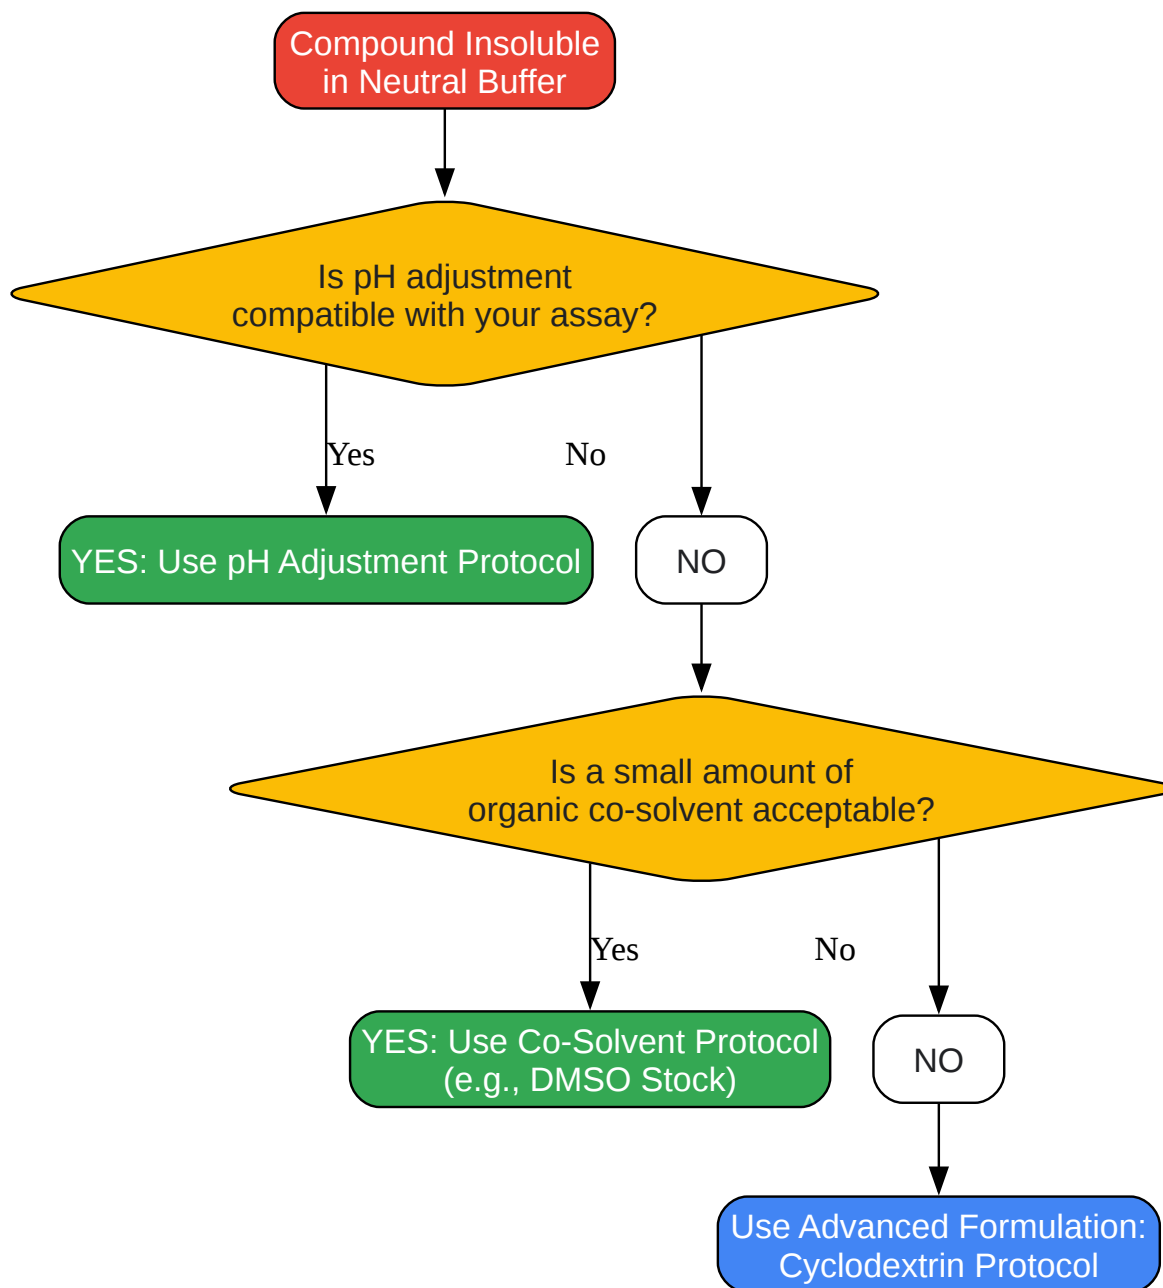 Compound Insoluble
in Neutral Buffer
Is pH adjustment
compatible with your assay?
Yes
No
YES: Use pH Adjustment Protocol
NO
Is a small amount of
organic co-solvent acceptable?
Yes
No
YES: Use Co-Solvent Protocol
(e.g., DMSO Stock)
NO
Use Advanced Formulation:
Cyclodextrin Protocol